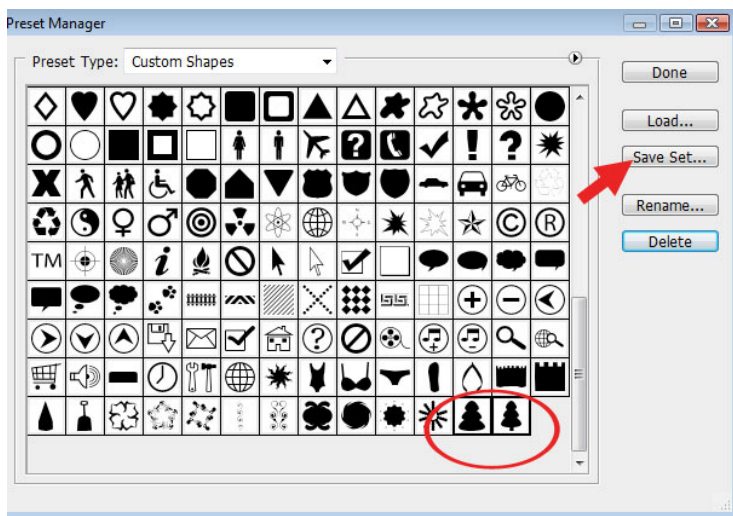 Preset Manager
Preset Type: Custom Shapes
Done
Load...
Save Set...
Rename...
Delete
? ! ?
X
© ®
TM i
?